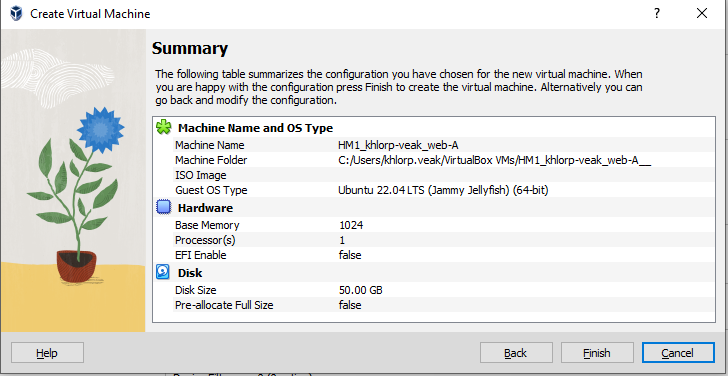 Create Virtual Machine
?
Summary
The following table summarizes the configuration you have chosen for the new virtual machine. When
you are happy with the configuration press Finish to create the virtual machine. Alternatively you can
go back and modify the configuration.
Machine Name and OS Type
Machine Name HM1_khlorp-veak_web-A
Machine Folder C:/Users/khlorp.veak/VirtualBox VMs/HM1_khlorp-veak_web-A__
ISO Image
Guest OS Type Ubuntu 22.04 LTS (Jammy Jellyfish) (64-bit)
Hardware
Base Memory 1024
Processor(s) 1
EFI Enable false
Disk
Disk Size 50.00 GB
Pre-allocate Full Size false
Help Back Finish Cancel